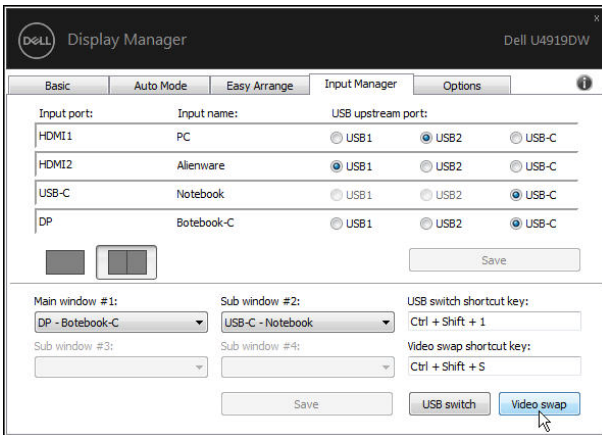 x
DELL Display Manager Dell U4919DW
Basic Auto Mode Easy Arrange Input Manager Options i
Input port: Input name: USB upstream port:
HDMI1 PC USB1 USB2 USB-C
HDMI2 Alienware USB1 USB2 USB-C
USB-C Notebook USB1 USB2 USB-C
DP Botebook-C USB1 USB2 USB-C
Save
Main window #1: Sub window #2: USB switch shortcut key:
DP - Botebook-C USB-C - Notebook Ctrl + Shift + 1
Sub window #3: Sub window #4: Video swap shortcut key:
Ctrl + Shift + S
Save USB switch Video swap